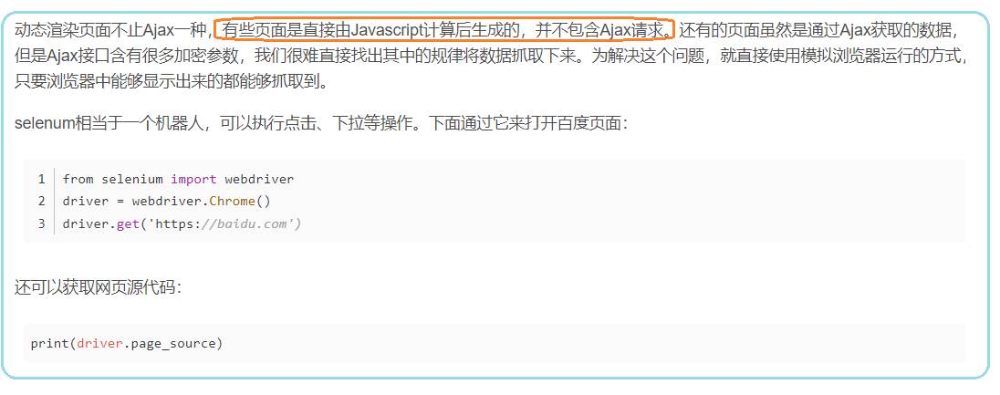 动态渲染页面不止Ajax一种，有些页面是直接由Javascript计算后生成的，并不包含Ajax请求。还有的页面虽然是通过Ajax获取的数据，
但是Ajax接口含有很多加密参数，我们很难直接找出其中的规律将数据抓取下来。为解决这个问题，就直接使用模拟浏览器运行的方式，
只要浏览器中能够显示出来的都能够抓取到。
selenum相当于一个机器人，可以执行点击、下拉等操作。下面通过它来打开百度页面：
1 from selenium import webdriver
2 driver = webdriver.Chrome()
3 driver.get('https://baidu.com')
还可以获取网页源代码：
print(driver.page_source)